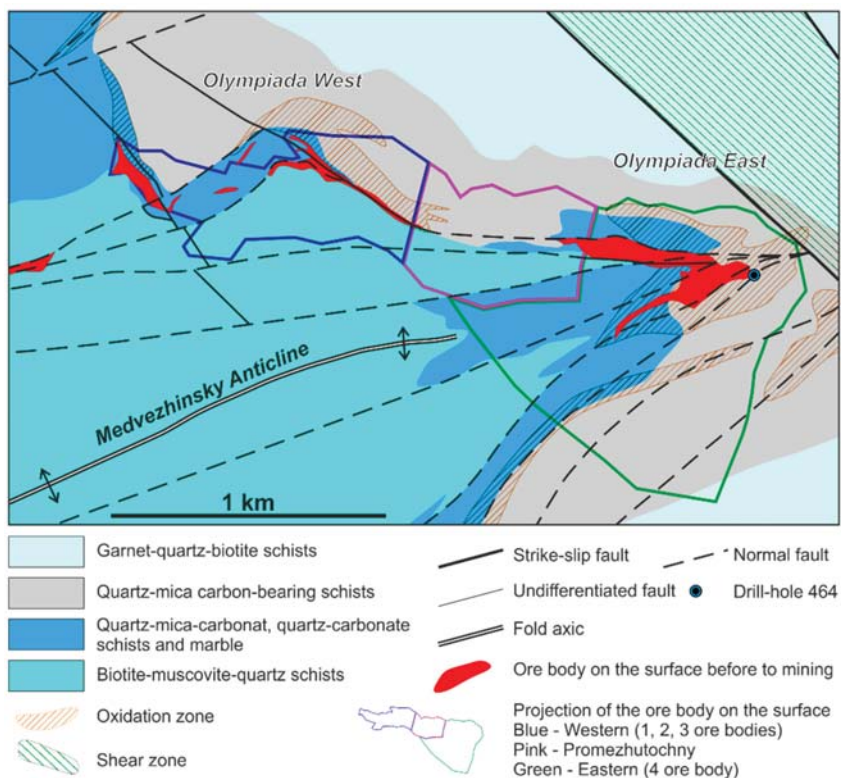 Olympiada West
Olympiada East
Medvezhinsky Anticline
1 km
Garnet-quartz-biotite schists
Quartz-mica carbon-bearing schists
Quartz-mica-carbonat, quartz-carbonate
schists and marble
Biotite-muscovite-quartz schists
Oxidation zone
Shear zone
Strike-slip fault
Normal fault
Undifferentiated fault
Drill-hole 464
Fold axic
Ore body on the surface before to mining
Projection of the ore body on the surface
Blue - Western (1, 2, 3 ore bodies)
Pink - Promezhutochny
Green - Eastern (4 ore body)